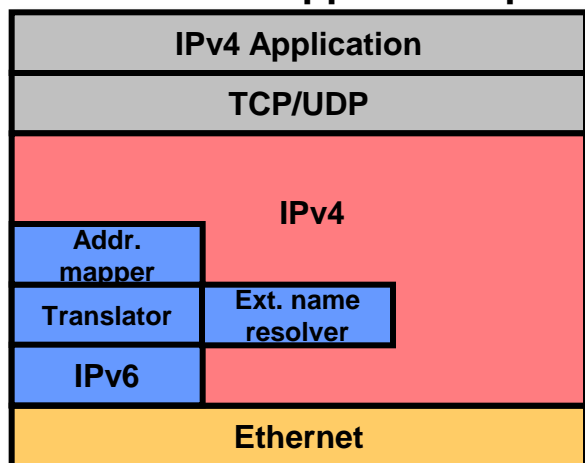 IPv4 Application
TCP/UDP
IPv4
Addr.
mapper
Translator
Ext. name
resolver
IPv6
Ethernet